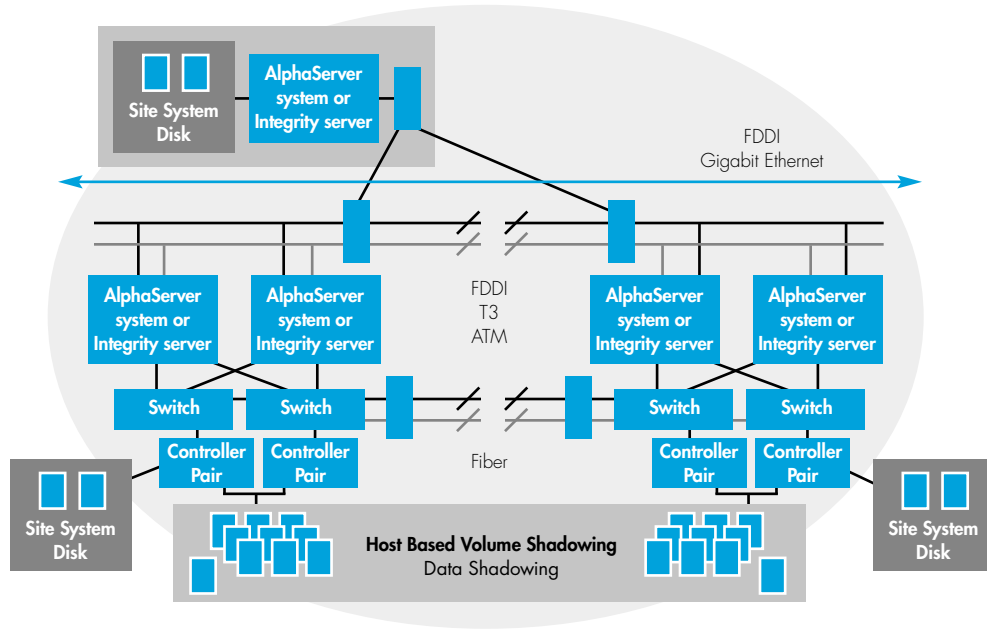 Site System
Disk
AlphaServer
system or
Integrity server
FDDI
Gigabit Ethernet
AlphaServer
system or
Integrity server
AlphaServer
system or
Integrity server
FDDI
T3
ATM
AlphaServer
system or
Integrity server
AlphaServer
system or
Integrity server
Switch
Switch
Switch
Switch
Controller
Pair
Controller
Pair
Fiber
Controller
Pair
Controller
Pair
Site System
Disk
Site System
Disk
Host Based Volume Shadowing
Data Shadowing